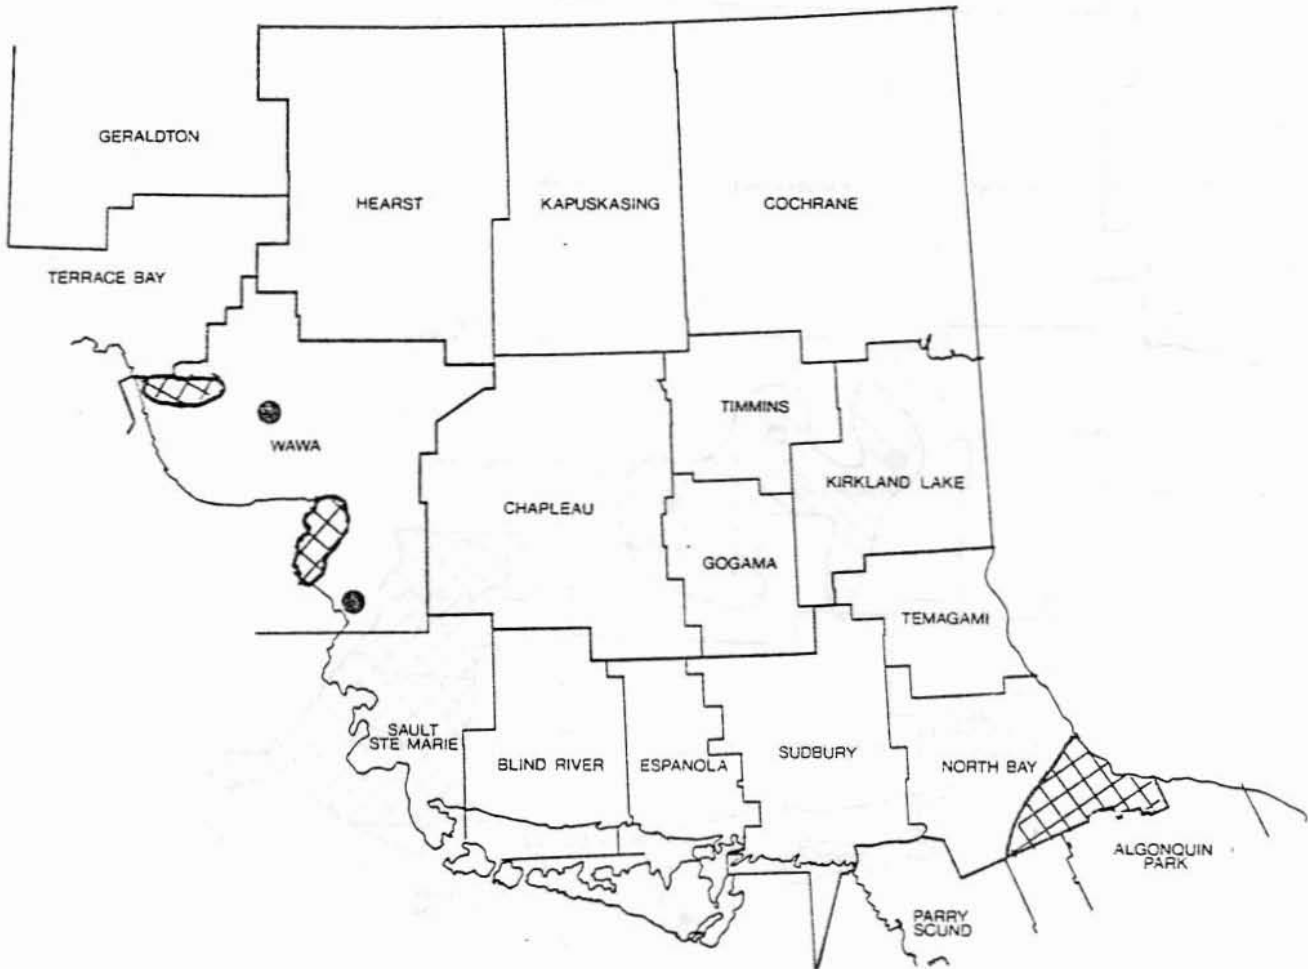 GERALDTON
HEARST
KAPUSKASING
COCHRANE
TERRACE BAY
TIMMINS
WAWA
KIRKLAND LAKE
CHAPLEAU
GOGAMA
TEMAGAMI
SAULT
STE MARIE
BLIND RIVER
ESPANOLA
SUDBURY
NORTH BAY
ALGONQUIN
PARK
PARRY
SOUND